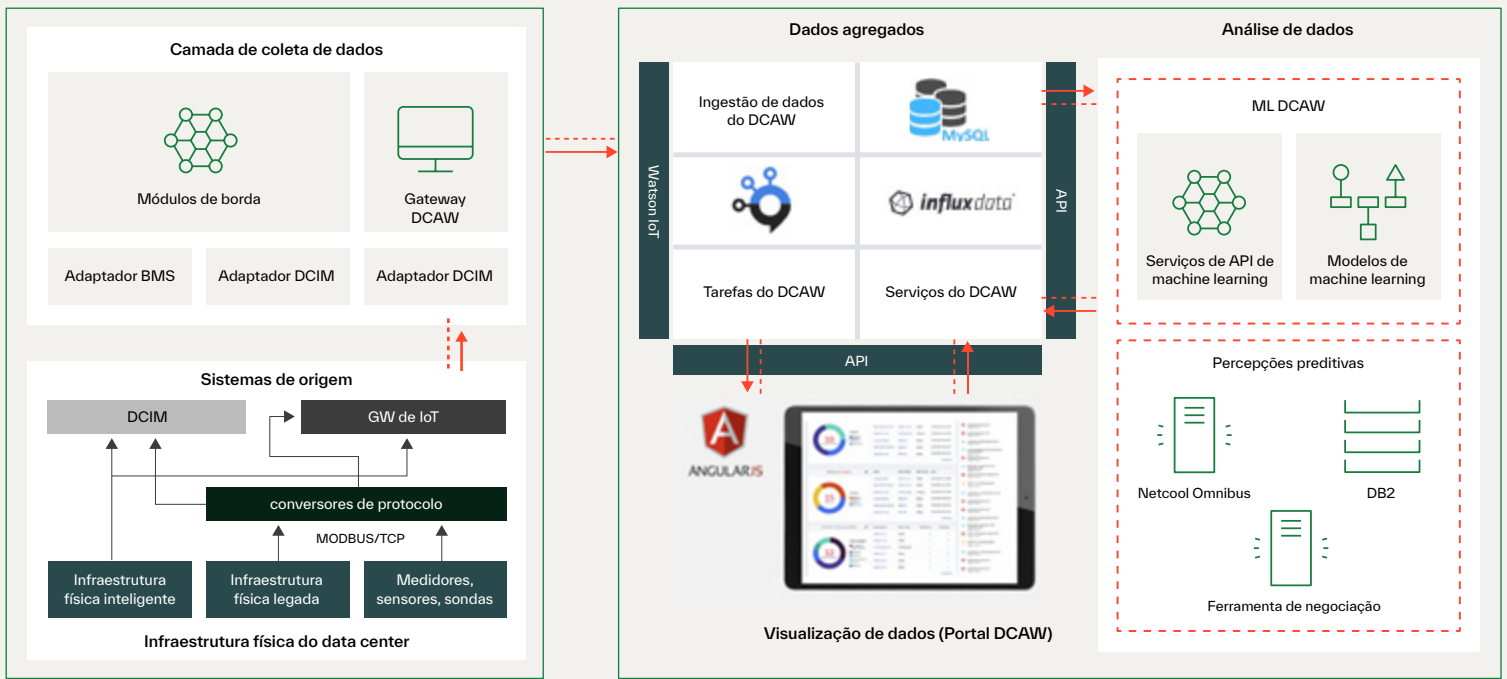 Camada de coleta de dados
Módulos de borda
Gateway
DCAW
Adaptador BMS
Adaptador DCIM
Adaptador DCIM
Sistemas de origem
DCIM
GW de IoT
conversores de protocolo
MODBUS/TCP
Infraestrutura
física inteligente
Infraestrutura
física legada
Medidores,
sensores, sondas
Infraestrutura física do data center
Dados agregados
Watson IoT
Ingestão de dados
do DCAW
MySQL
influxdata
Tarefas do DCAW
Serviços do DCAW
API
API
ANGULARJS
10
15
12
Visualização de dados (Portal DCAW)
Análise de dados
ML DCAW
Serviços de API de
machine learning
Modelos de
machine learning
Percepções preditivas
Netcool Omnibus
DB2
Ferramenta de negociação